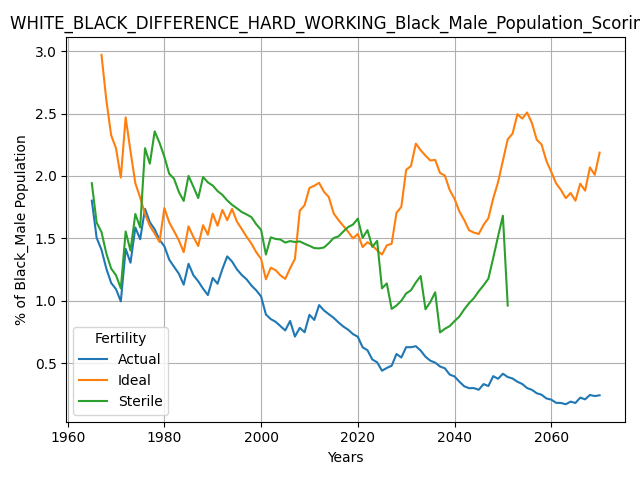 WHITE_BLACK_DIFFERENCE_HARD_WORKING_Black_Male_Population_Scorin
3.0
2.5
2.0
1.5
1.0
0.5
% of Black_Male Population
Fertility
Actual
Ideal
Sterile
1960 1980 2000 2020 2040 2060
Years